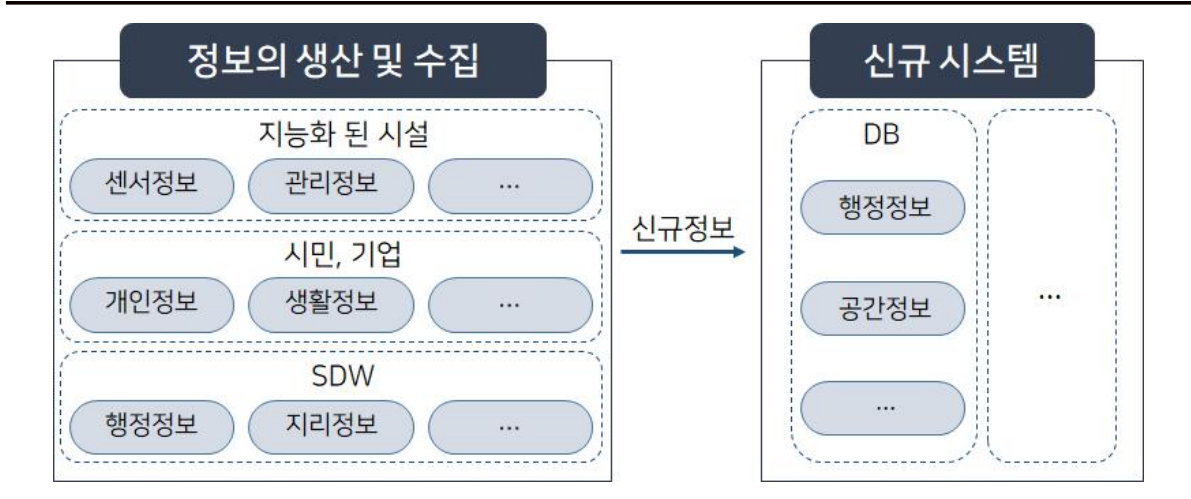 정보의 생산 및 수집
지능화 된 시설
센서정보 관리정보 ...
시민, 기업
개인정보 생활정보 ...
SDW
행정정보 지리정보 ...
신규정보
신규 시스템
DB
행정정보
공간정보
...
...